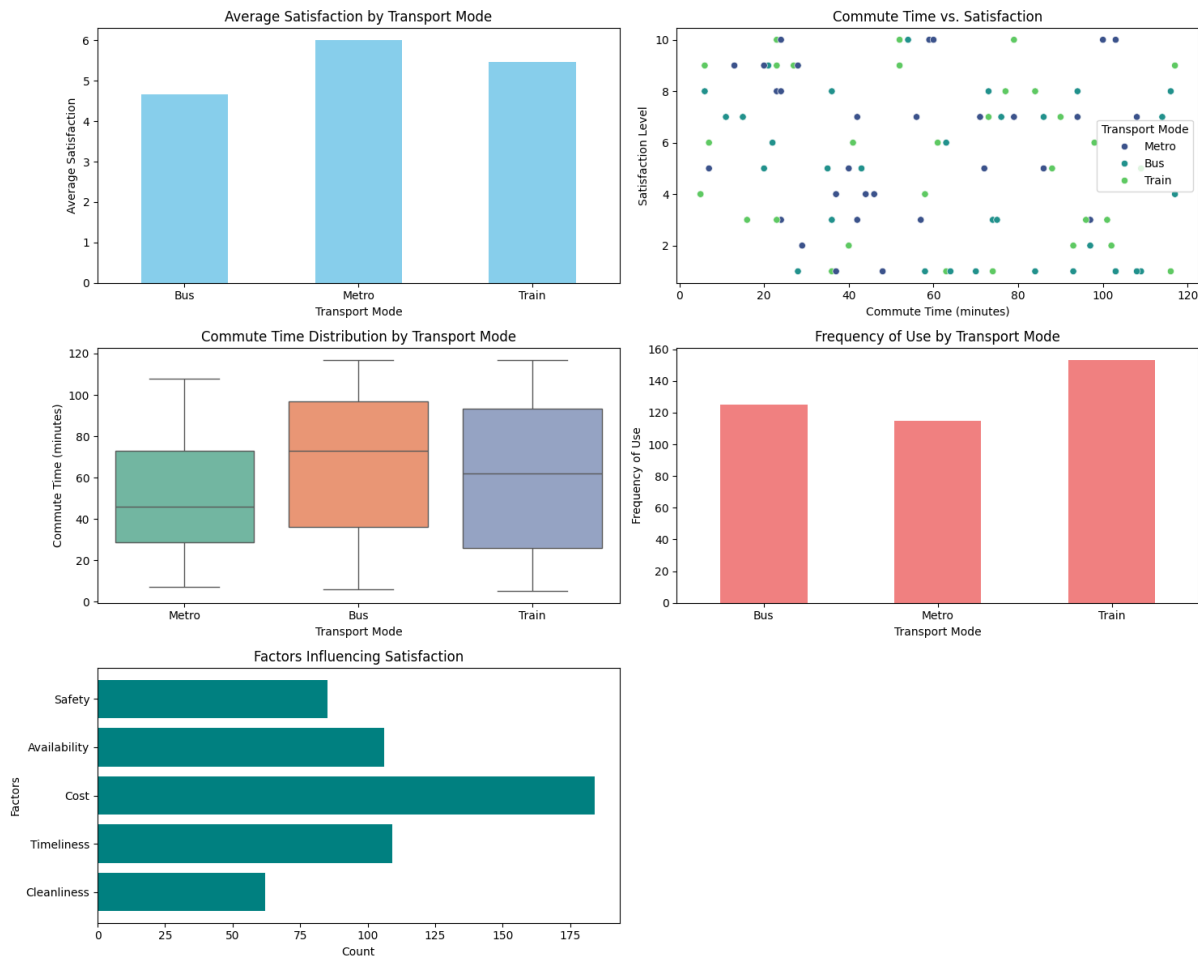 Average Satisfaction by Transport Mode
Average Satisfaction
6
5
4
3
2
1
0
Bus
Metro
Train
Transport Mode
Commute Time vs. Satisfaction
Satisfaction Level
10
8
6
4
2
Transport Mode
Metro
Bus
Train
0
20
40
60
80
100
120
Commute Time (minutes)
Commute Time Distribution by Transport Mode
Commute Time (minutes)
120
100
80
60
40
20
0
Metro
Bus
Train
Transport Mode
Frequency of Use by Transport Mode
Frequency of Use
160
140
120
100
80
60
40
20
0
Bus
Metro
Train
Transport Mode
Factors Influencing Satisfaction
Factors
Safety
Availability
Cost
Timeliness
Cleanliness
0
25
50
75
100
125
150
175
Count